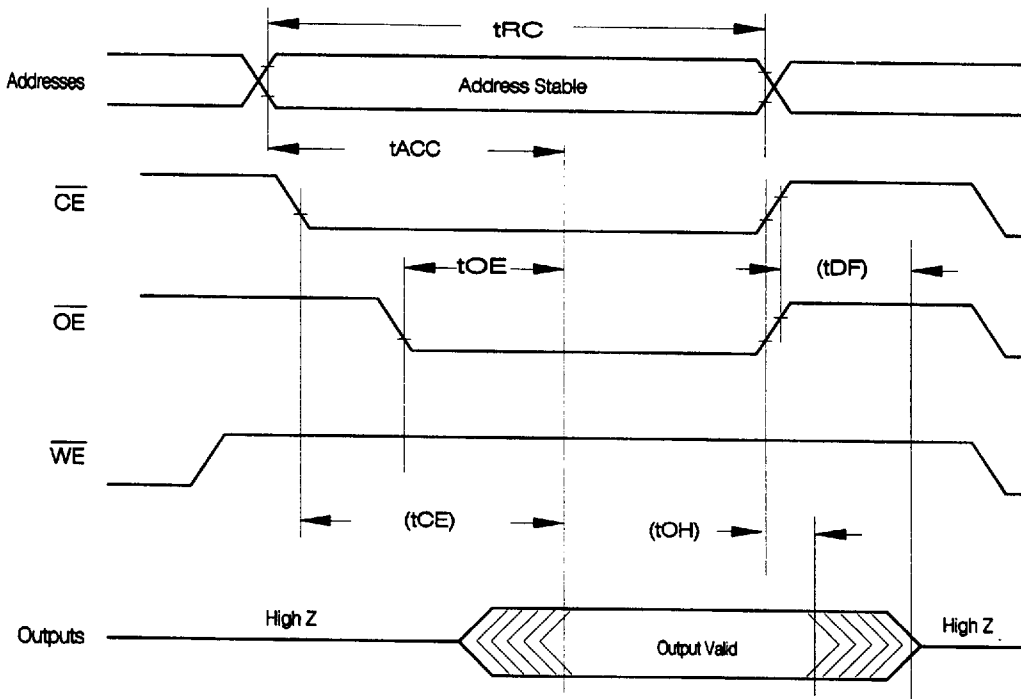 tRC
Addresses
Address Stable
tACC
CE
tOE
(tDF)
OE
WE
(tCE)
(tOH)
High Z
High Z
Outputs
Output Valid